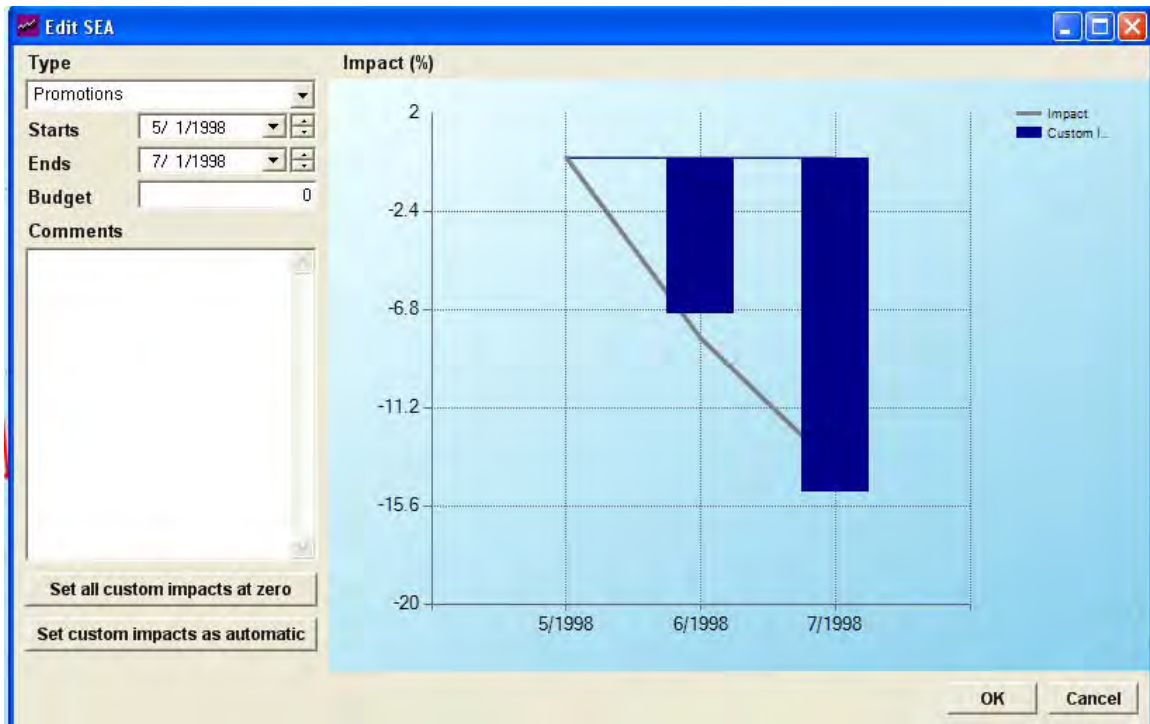 Edit SEA
Type
Promotions
Starts 5/ 1/1998
Ends 7/ 1/1998
Budget 0
Comments
Set all custom impacts at zero
Set custom impacts as automatic
Impact (%)
2
-2.4
-6.8
-11.2
-15.6
-20
5/1998 6/1998 7/1998
Impact
Custom I...
OK Cancel